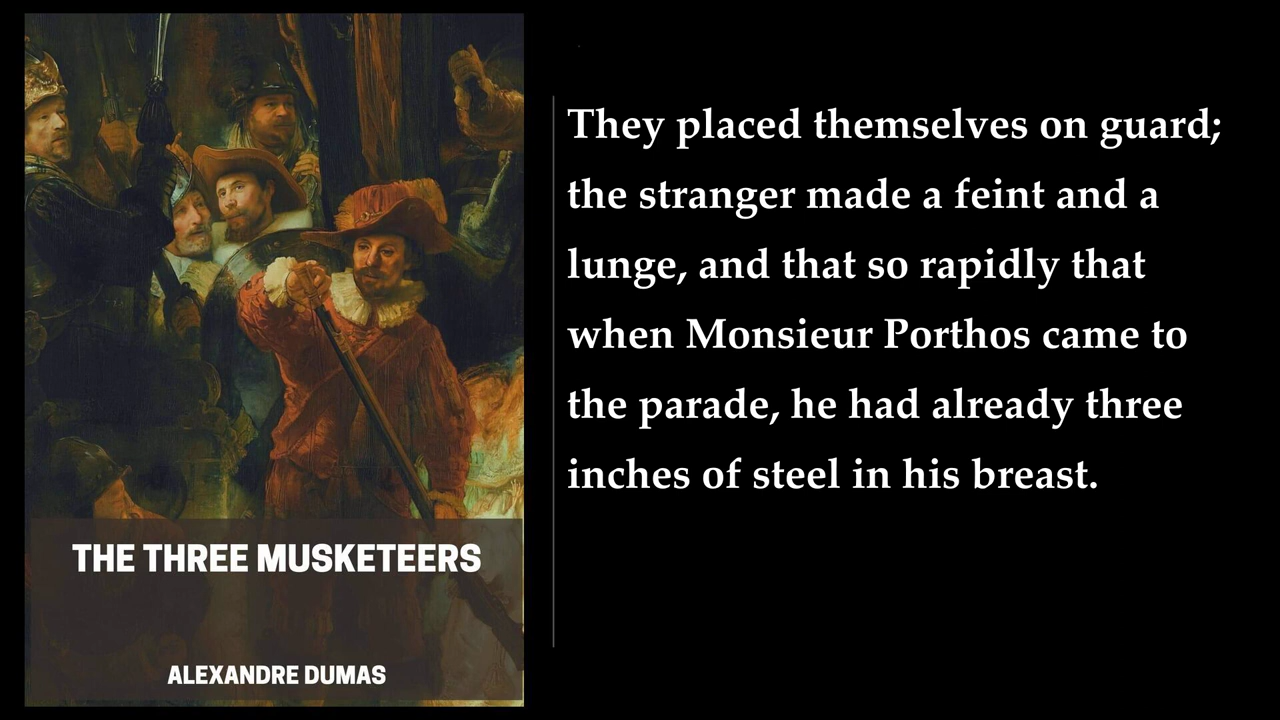 They placed themselves on guard;
the stranger made a feint and a
lunge, and that so rapidly that
when Monsieur Porthos came to
the parade, he had already three
inches of steel in his breast.
THE THREE MUSKETEERS
ALEXANDRE DUMAS